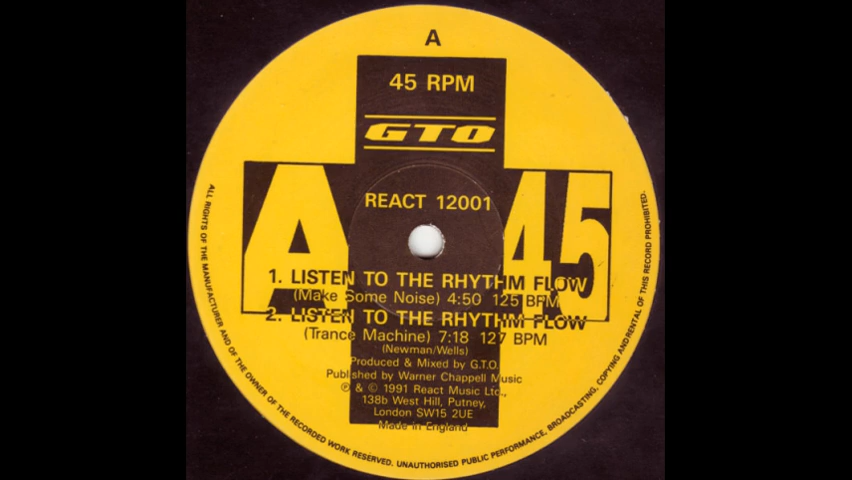 A
45 RPM
GTO
REACT 12001
A 45
1. LISTEN TO THE RHYTHM FLOW
(Make Some Noise) 4:50 125 BPM
2. LISTEN TO THE RHYTHM FLOW
(Trance Machine) 7:18 127 BPM
(Newman/Wells)
Produced & Mixed by G.T.O.
Published by Warner Chappell Music
℗ & © 1991 React Music Ltd.,
138b West Hill, Putney,
London SW15 2UE
Made in England
ALL RIGHTS OF THE MANUFACTURER AND OF THE OWNER OF THE RECORDED WORK RESERVED. UNAUTHORISED PUBLIC PERFORMANCE, BROADCASTING, COPYING AND RENTAL OF THIS RECORD PROHIBITED.